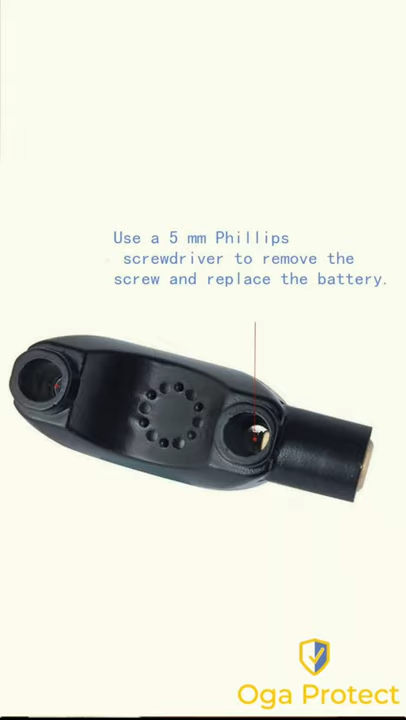 Use a 5 mm Phillips
screwdriver to remove the
screw and replace the battery.
Oga Protect